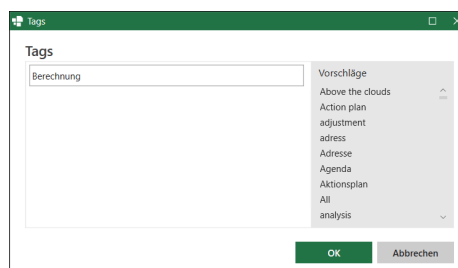 Tags
Tags
Berechnung
Vorschläge
Above the clouds
Action plan
adjustment
adress
Adresse
Agenda
Aktionsplan
All
analysis
OK
Abbrechen